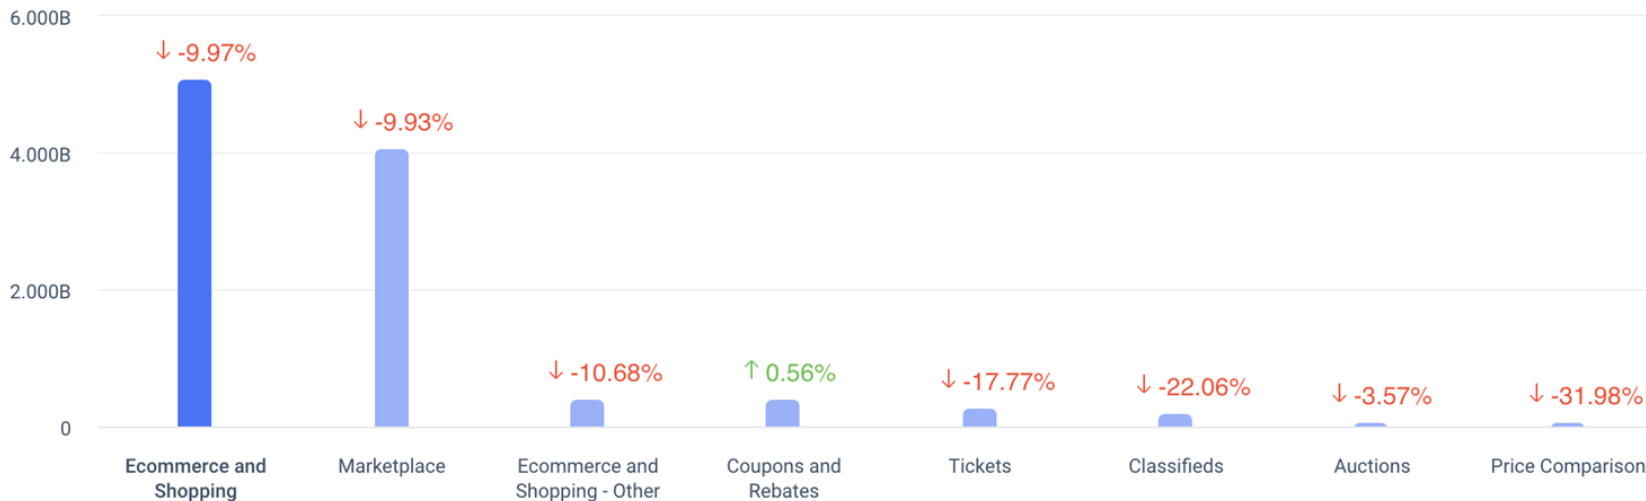 6.000B
↓ -9.97%
↓ -9.93%
4.000B
2.000B
↓ -10.68%
↑ 0.56%
↓ -17.77%
↓ -22.06%
↓ -3.57%
↓ -31.98%
0
Ecommerce and
Shopping
Marketplace
Ecommerce and
Shopping - Other
Coupons and
Rebates
Tickets
Classifieds
Auctions
Price Comparison